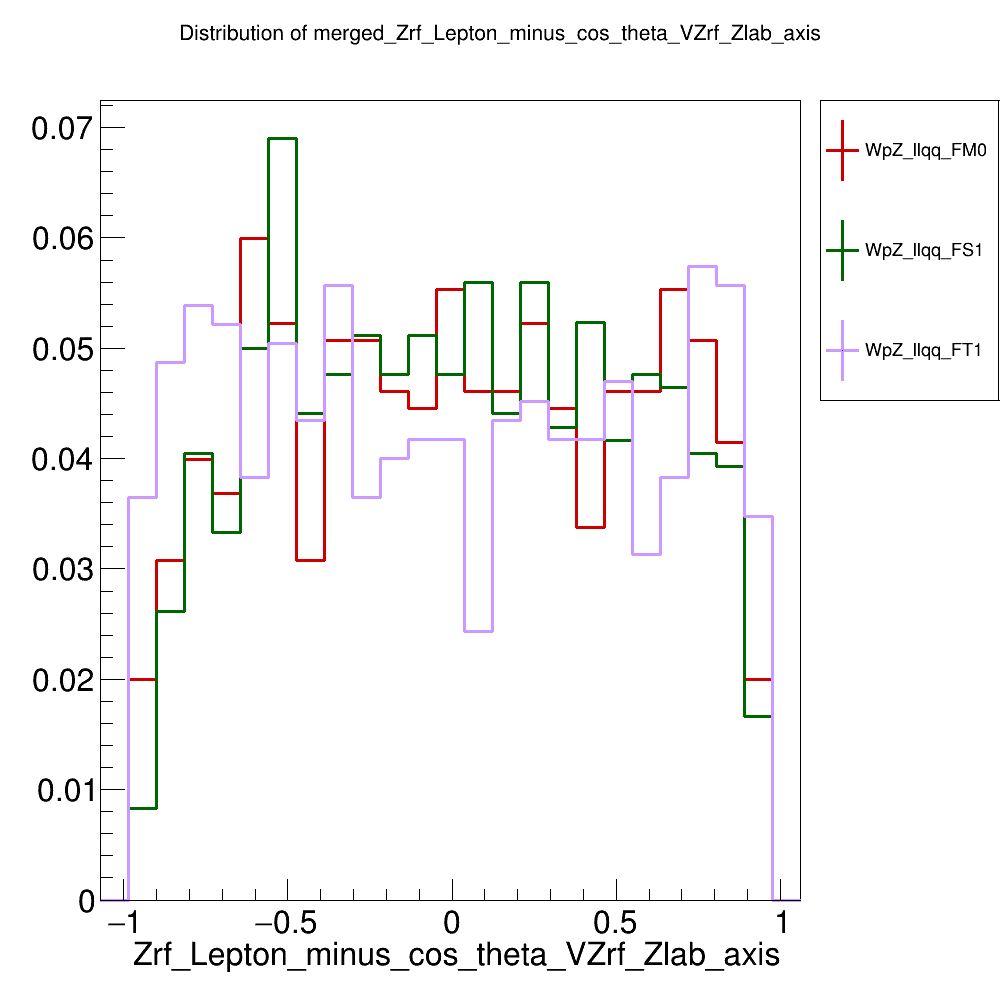 Distribution of merged_Zrf_Lepton_minus_cos_theta_VZrf_Zlab_axis
WpZ_llqq_FM0
WpZ_llqq_FS1
WpZ_llqq_FT1
0.07
0.06
0.05
0.04
0.03
0.02
0.01
0
−1 −0.5 0 0.5 1
Zrf_Lepton_minus_cos_theta_VZrf_Zlab_axis